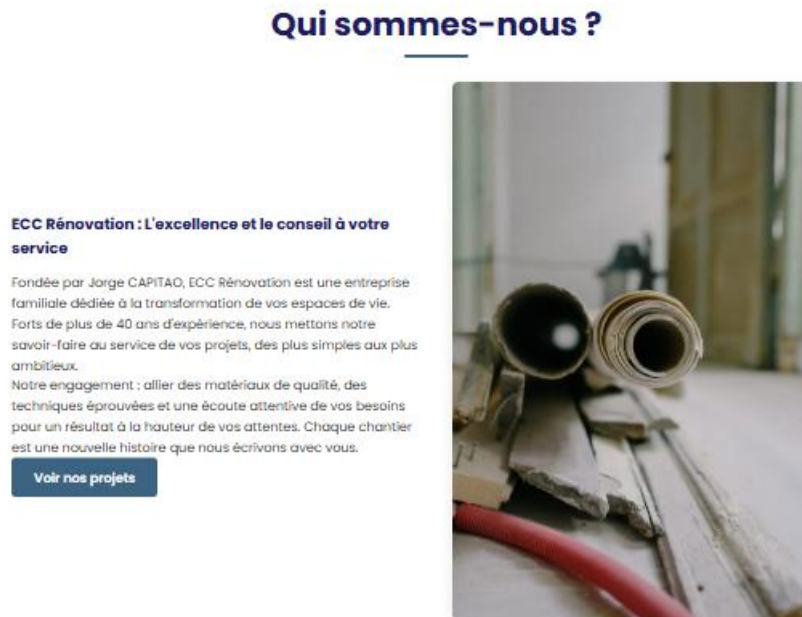 Qui sommes-nous ?
ECC Rénovation : L'excellence et le conseil à votre
service
Fondée par Jorge CAPITAO, ECC Rénovation est une entreprise
familiale dédiée à la transformation de vos espaces de vie.
Forts de plus de 40 ans d'expérience, nous mettons notre
savoir-faire au service de vos projets, des plus simples aux plus
ambitieux.
Notre engagement : allier des matériaux de qualité, des
techniques éprouvées et une écoute attentive de vos besoins
pour un résultat à la hauteur de vos attentes. Chaque chantier
est une nouvelle histoire que nous écrivons avec vous.
Voir nos projets